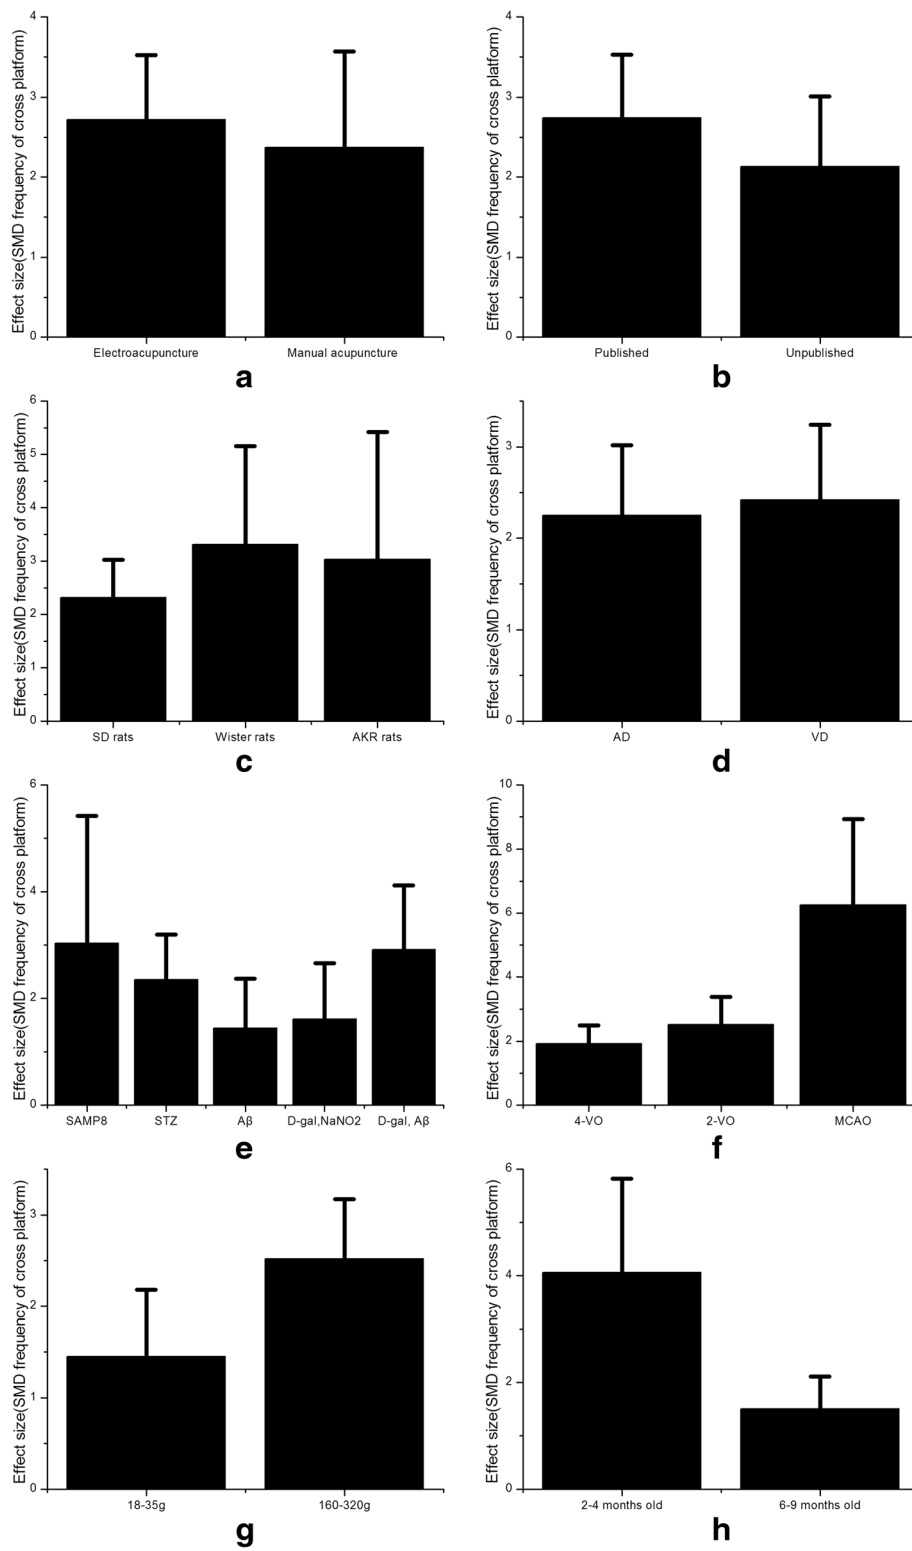 Effect size(SMD frequency of cross platform)
4
3
2
1
0
Electroacupuncture Manual acupuncture
a
Effect size(SMD frequency of cross platform)
4
3
2
1
0
Published Unpublished
b
Effect size(SMD frequency of cross platform)
6
5
4
3
2
1
0
SD rats Wister rats AKR rats
c
Effect size(SMD frequency of cross platform)
3
2
1
0
AD VD
d
Effect size(SMD frequency of cross platform)
6
4
2
0
SAMP8 STZ Aβ D-gal,NaNO2 D-gal, Aβ
e
Effect size(SMD frequency of cross platform)
10
8
6
4
2
0
4-VO 2-VO MCAO
f
Effect size(SMD frequency of cross platform)
3
2
1
0
18-35g 160-320g
g
Effect size(SMD frequency of cross platform)
6
4
2
0
2-4 months old 6-9 months old
h